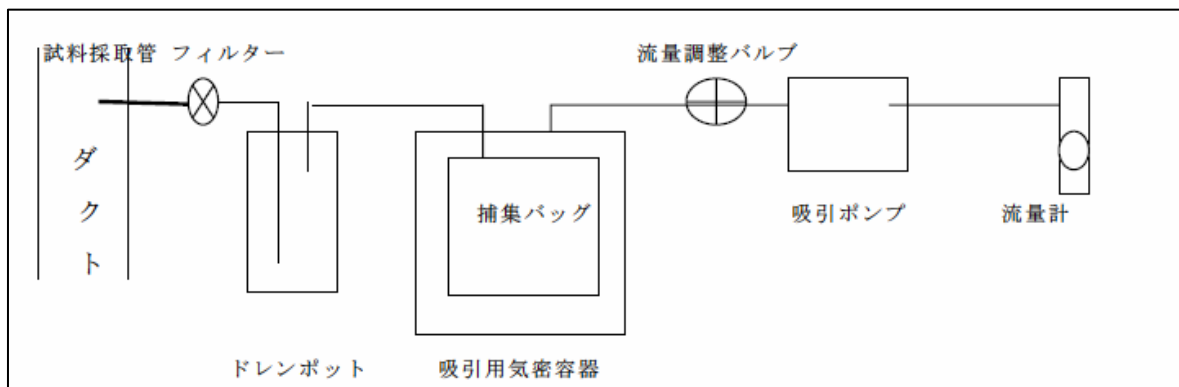 試料採取管 フィルター
流量調整バルブ
ダクト
捕集バッグ
吸引ポンプ
流量計
ドレンポット
吸引用気密容器